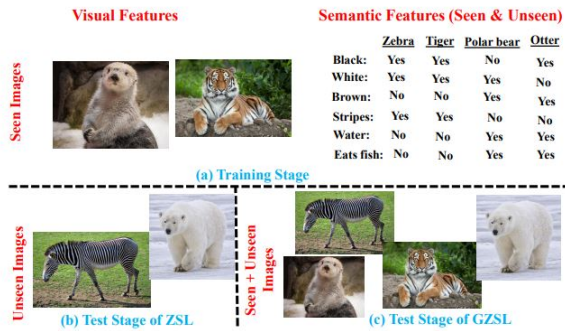 Visual Features
Semantic Features (Seen & Unseen)
Zebra Tiger Polar bear Otter
Black: Yes Yes No Yes
White: Yes Yes Yes No
Brown: No No Yes Yes
Stripes: Yes Yes No No
Water: No No Yes Yes
Eats fish: No No Yes Yes
Seen Images
(a) Training Stage
Unseen Images
(b) Test Stage of ZSL
Seen + Unseen
Images
(c) Test Stage of GZSL